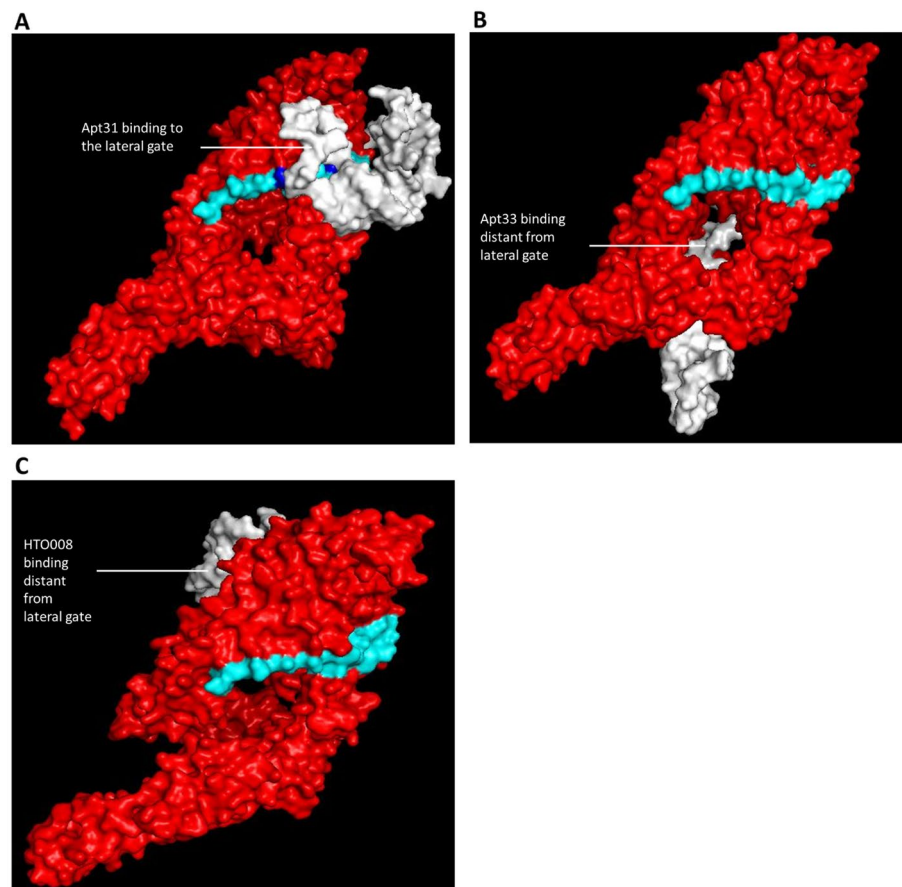 A
Apt31 binding to
the lateral gate
B
Apt33 binding
distant from
lateral gate
C
HTO008
binding
distant
from
lateral gate